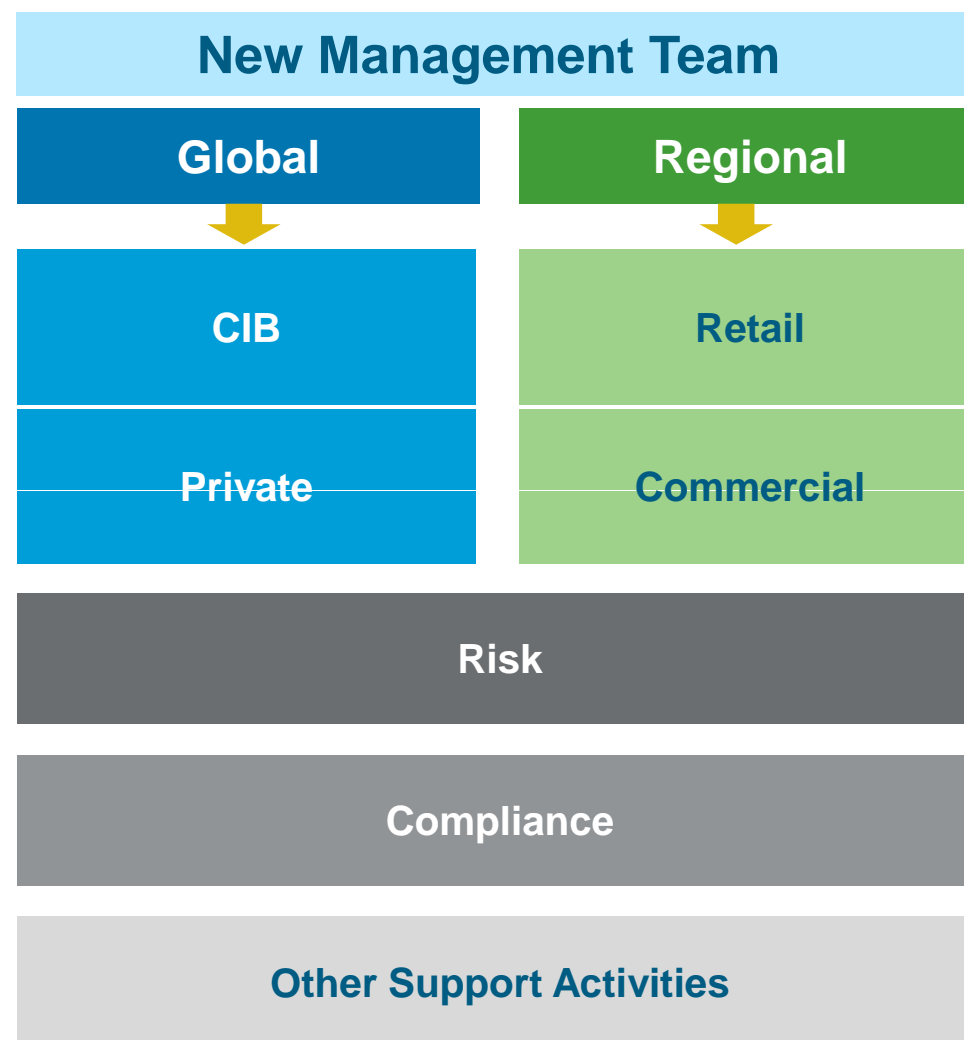 New Management Team
Global
Regional
CIB
Retail
Private
Commercial
Risk
Compliance
Other Support Activities